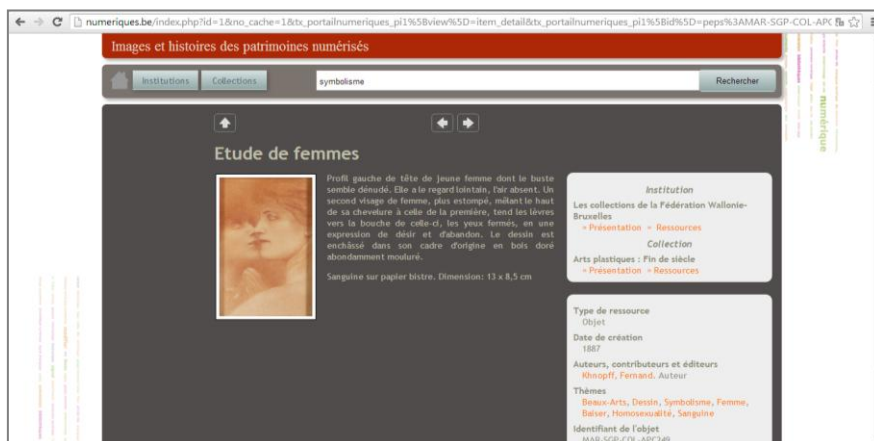 numeriques.be/index.php?id=1&no_cache=1&tx_portailnumeriques_pi1%5Bview%5D=item_detail&tx_portailnumeriques_pi1%5Bid%5D=peps%3AMAR-SGP-COL-APC
Images et histoires des patrimoines numérisés
Institutions Collections symbolisme Rechercher
numérique
Etude de femmes
Profil gauche de tête de jeune femme dont le buste
semble dénudé. Elle a le regard lointain, l'air absent. Un
second visage de femme, plus estompé, mêlant le haut
de sa chevelure à celle de la première, tend les lèvres
vers la bouche de celle-ci, les yeux fermés, en une
expression de désir et d'abandon. Le dessin est
enchâssé dans son cadre d'origine en bois doré
abondamment mouluré.
Sanguine sur papier bistre. Dimension: 13 x 8,5 cm
Institution
Les collections de la Fédération Wallonie-
Bruxelles
» Présentation » Ressources
Collection
Arts plastiques : Fin de siècle
» Présentation » Ressources
Type de ressource
Objet
Date de création
1887
Auteurs, contributeurs et éditeurs
Khnopff, Fernand. Auteur
Thèmes
Beaux-Arts, Dessin, Symbolisme, Femme,
Baiser, Homosexualité, Sanguine
Identifiant de l'objet
MAR-SGP-COL-APC249